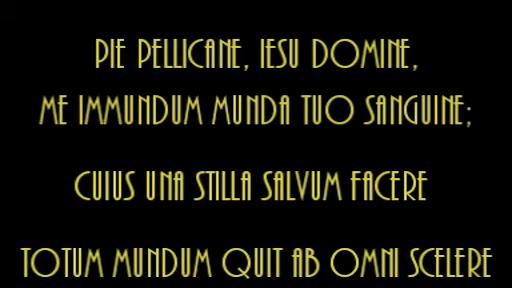 PIE PELLICANE, IESU DOMINE,
ME IMMUNDUM MUNDA TUO SANGUINE;
CUIUS UNA STILLA SALVUM FACERE
TOTUM MUNDUM QUIT AB OMNI SCELERE